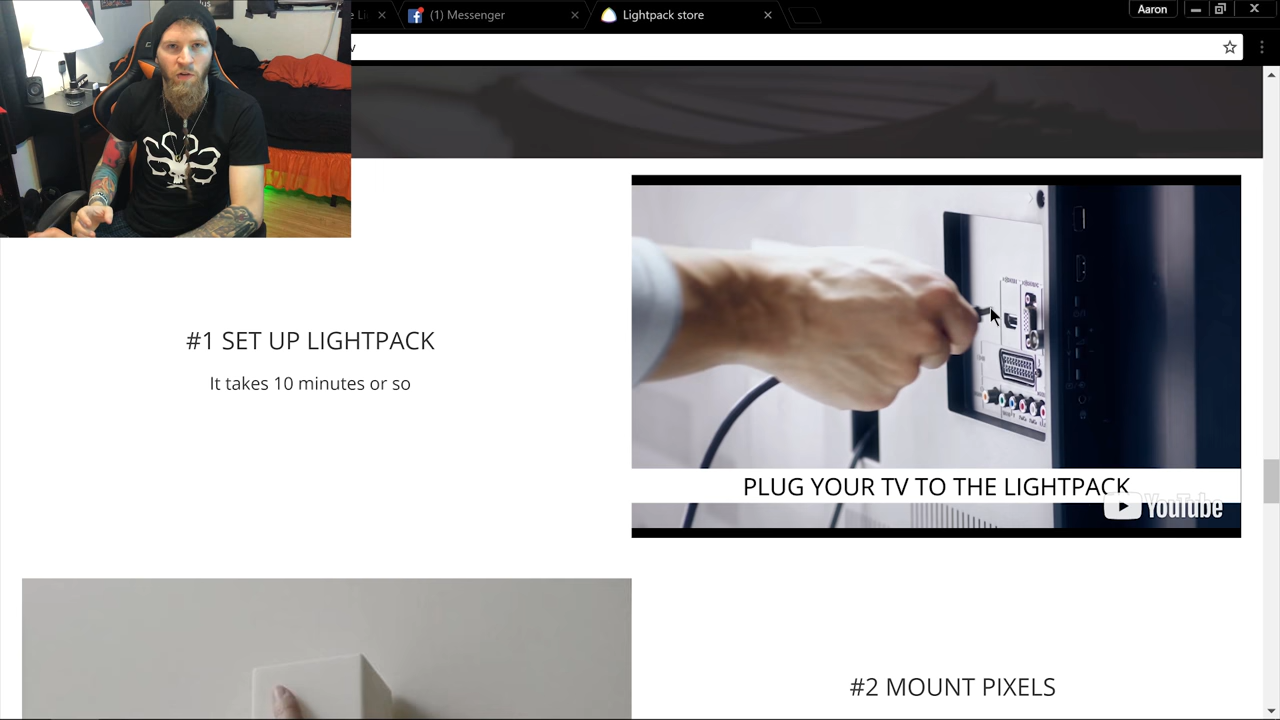 (1) Messenger
Lightpack store
Aaron
#1 SET UP LIGHTPACK
It takes 10 minutes or so
PLUG YOUR TV TO THE LIGHTPACK
YouTube
#2 MOUNT PIXELS